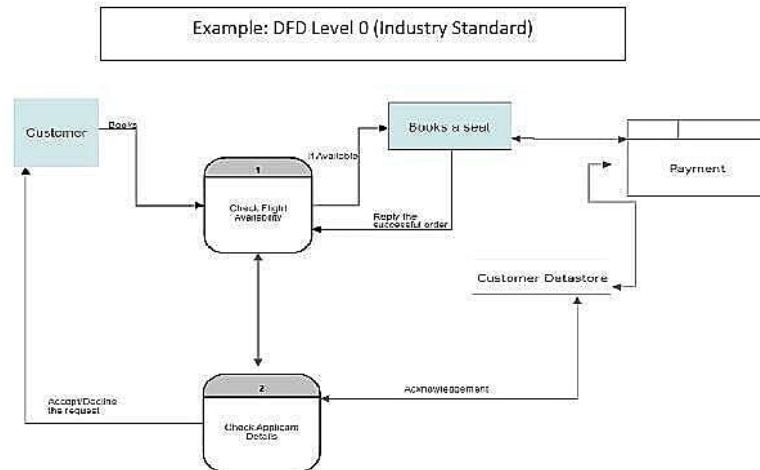 Example: DFD Level 0 (Industry Standard)
Customer
Books
Books a seat
If Available
1
Check Flight
Availability
Reply the
successful order
Payment
Customer Datastore
Accept/Decline
the request
2
Check Applicant
Details
Acknowledgement